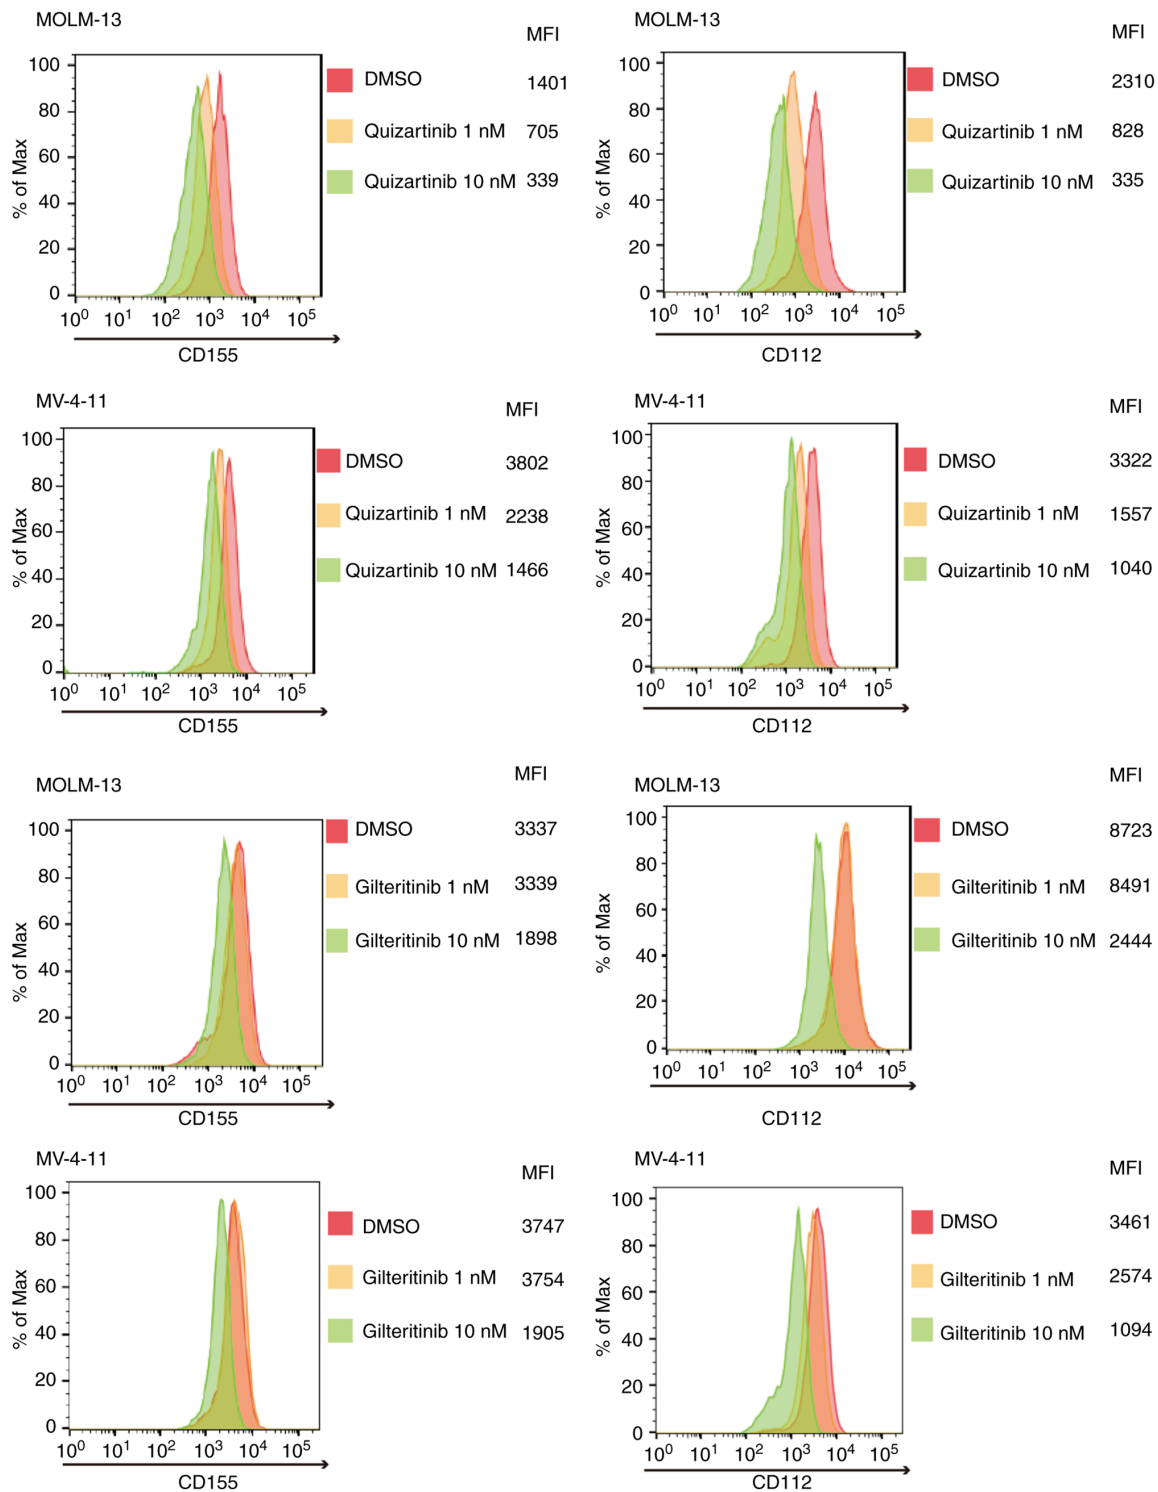 MOLM-13
MFI
100
80
60
40
20
0
% of Max
10⁰ 10¹ 10² 10³ 10⁴ 10⁵
CD155
DMSO 1401
Quizartinib 1 nM 705
Quizartinib 10 nM 339
MOLM-13
MFI
100
80
60
40
20
0
% of Max
10⁰ 10¹ 10² 10³ 10⁴ 10⁵
CD112
DMSO 2310
Quizartinib 1 nM 828
Quizartinib 10 nM 335
MV-4-11
MFI
100
80
60
40
20
0
% of Max
10⁰ 10¹ 10² 10³ 10⁴ 10⁵
CD155
DMSO 3802
Quizartinib 1 nM 2238
Quizartinib 10 nM 1466
MV-4-11
MFI
100
80
60
40
20
0
% of Max
10⁰ 10¹ 10² 10³ 10⁴ 10⁵
CD112
DMSO 3322
Quizartinib 1 nM 1557
Quizartinib 10 nM 1040
MOLM-13
MFI
100
80
60
40
20
0
% of Max
10⁰ 10¹ 10² 10³ 10⁴ 10⁵
CD155
DMSO 3337
Gilteritinib 1 nM 3339
Gilteritinib 10 nM 1898
MOLM-13
MFI
100
80
60
40
20
0
% of Max
10⁰ 10¹ 10² 10³ 10⁴ 10⁵
CD112
DMSO 8723
Gilteritinib 1 nM 8491
Gilteritinib 10 nM 2444
MV-4-11
MFI
100
80
60
40
20
0
% of Max
10⁰ 10¹ 10² 10³ 10⁴ 10⁵
CD155
DMSO 3747
Gilteritinib 1 nM 3754
Gilteritinib 10 nM 1905
MV-4-11
MFI
100
80
60
40
20
0
% of Max
10⁰ 10¹ 10² 10³ 10⁴ 10⁵
CD112
DMSO 3461
Gilteritinib 1 nM 2574
Gilteritinib 10 nM 1094